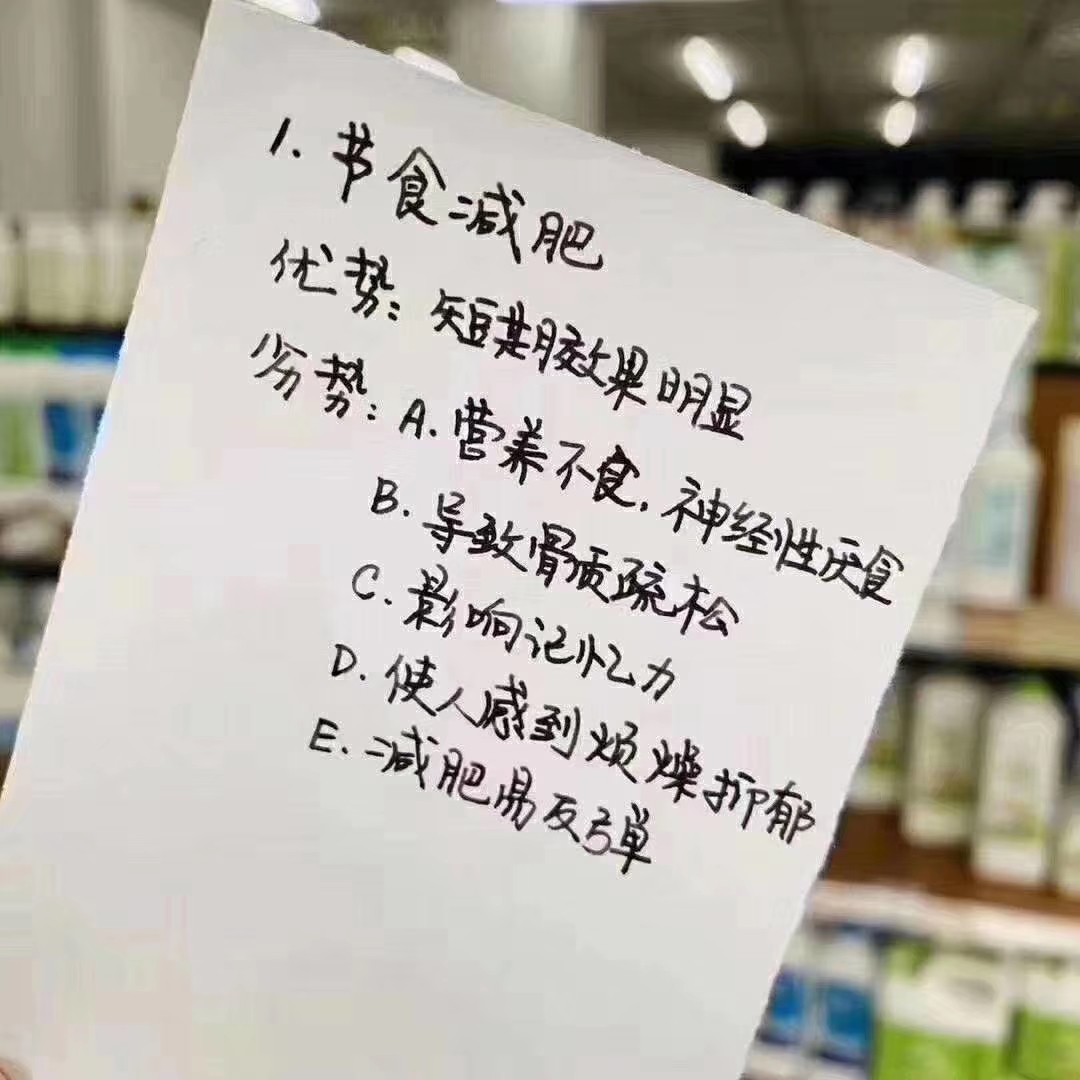 1. 节食减肥
优势: 短期效果明显
劣势: A. 营养不食, 神经性厌食
B. 导致骨质疏松
C. 影响记忆力
D. 使人感到烦燥抑郁
E. 减肥易反弹